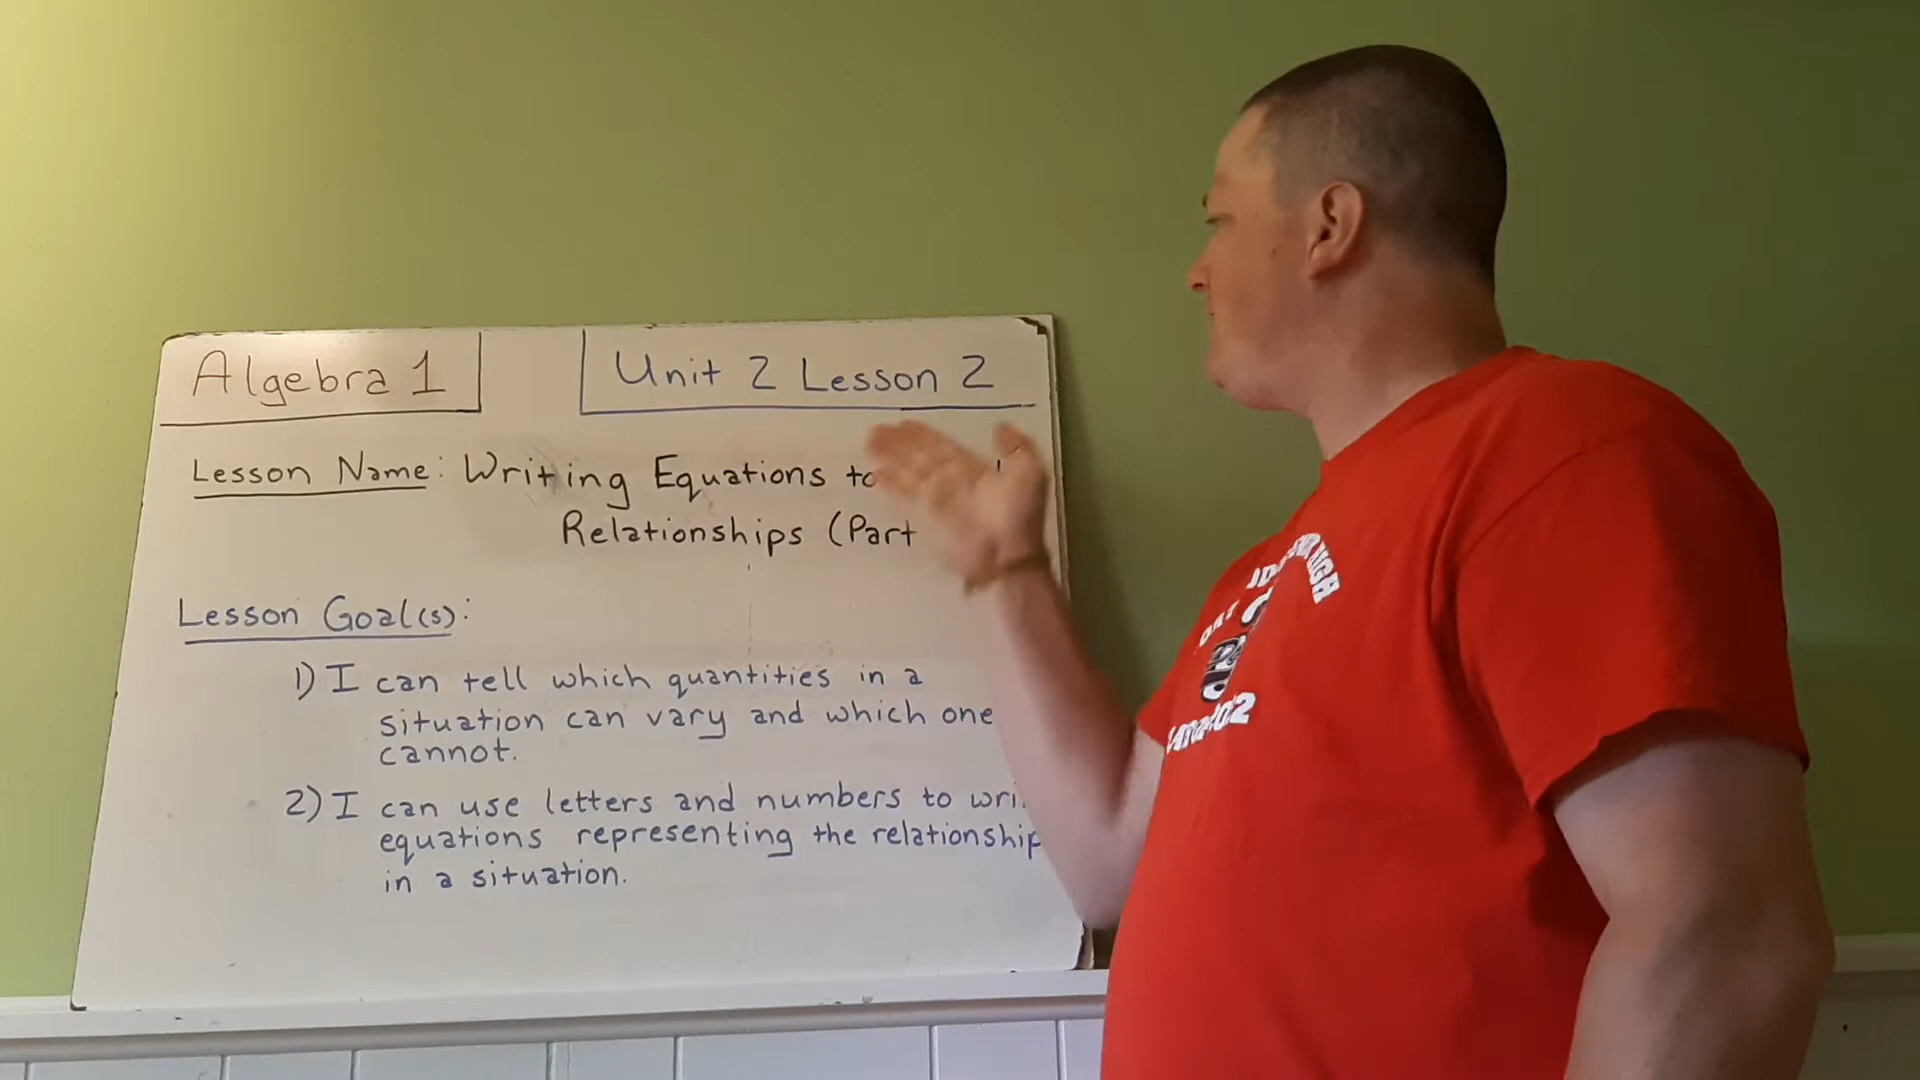 Algebra 1
Unit 2 Lesson 2
Lesson Name: Writing Equations to
Relationships (Part
Lesson Goal(s):
1) I can tell which quantities in a
situation can vary and which one
cannot.
2) I can use letters and numbers to
equations representing the relationship
in a situation.